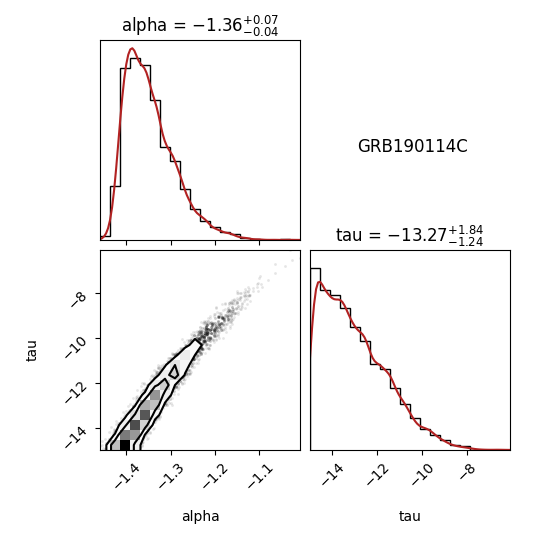 alpha = −1.36+0.07 −0.04
GRB190114C
tau = −13.27+1.84 −1.24
−8
−10
−12
−14
tau
−1.4 −1.3 −1.2 −1.1
−14 −12 −10 −8
alpha
tau